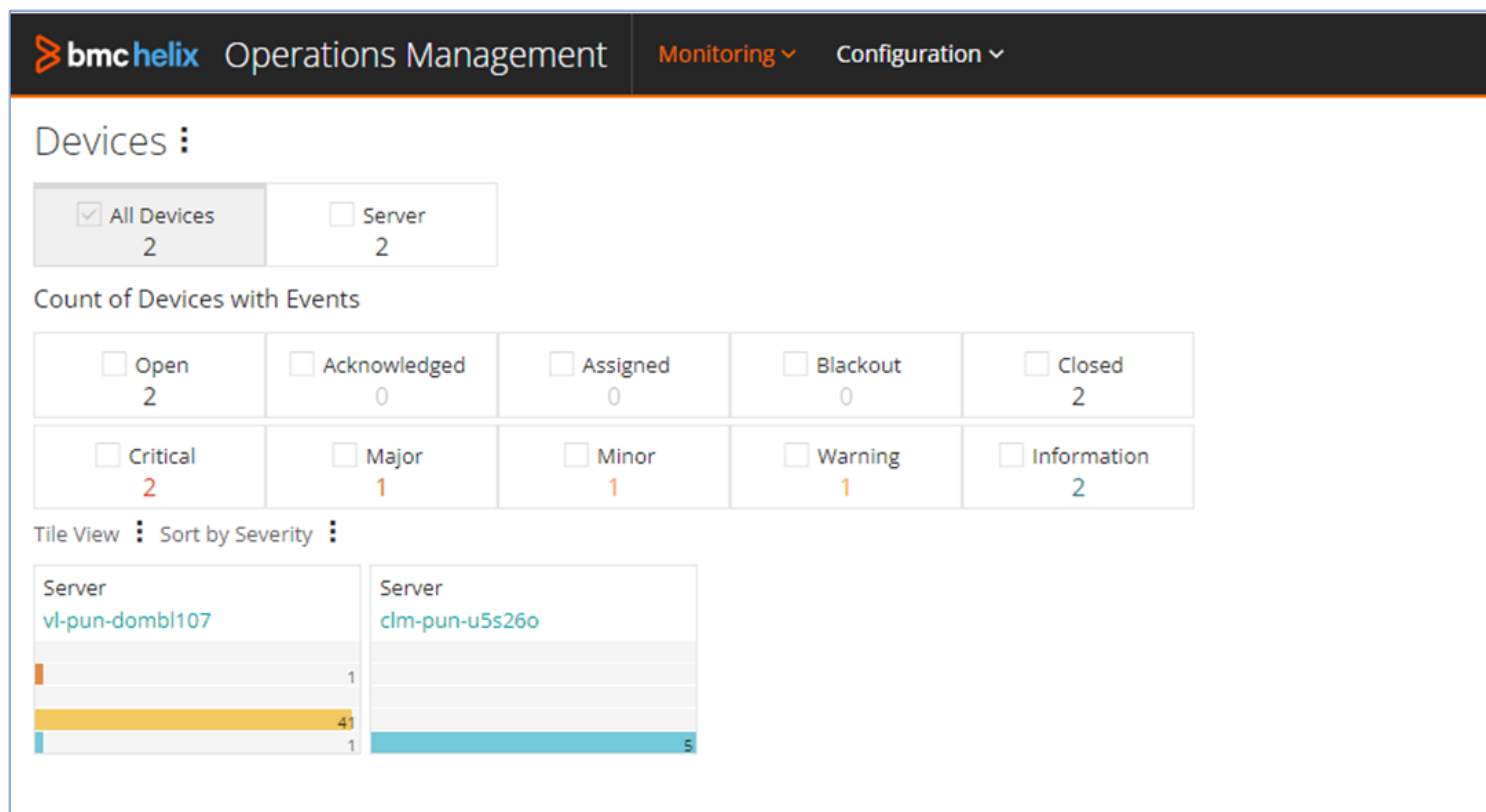 bmc helix Operations Management Monitoring Configuration
Devices
All Devices Server
2 2
Count of Devices with Events
Open Acknowledged Assigned Blackout Closed
2 0 0 0 2
Critical Major Minor Warning Information
2 1 1 1 2
Tile View Sort by Severity
Server Server
vl-pun-dombl107 clm-pun-u5s26o
1
41
1 5